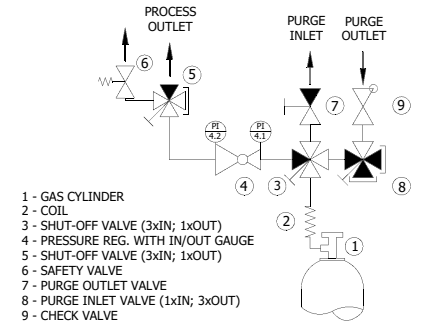 PROCESS
OUTLET
PURGE
INLET
PURGE
OUTLET
6
5
7
9
PI
4.2
PI
4.1
4
3
8
2
1
1 - GAS CYLINDER
2 - COIL
3 - SHUT-OFF VALVE (3xIN; 1xOUT)
4 - PRESSURE REG. WITH IN/OUT GAUGE
5 - SHUT-OFF VALVE (3xIN; 1xOUT)
6 - SAFETY VALVE
7 - PURGE OUTLET VALVE
8 - PURGE INLET VALVE (1xIN; 3xOUT)
9 - CHECK VALVE